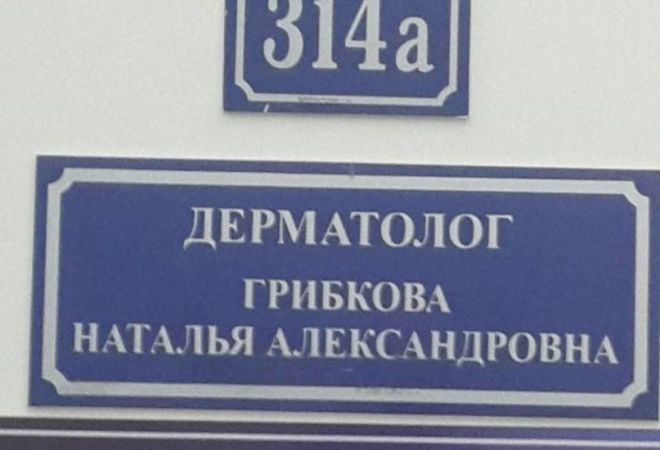 314а
ДЕРМАТОЛОГ
ГРИБКОВА
НАТАЛЬЯ АЛЕКСАНДРОВНА